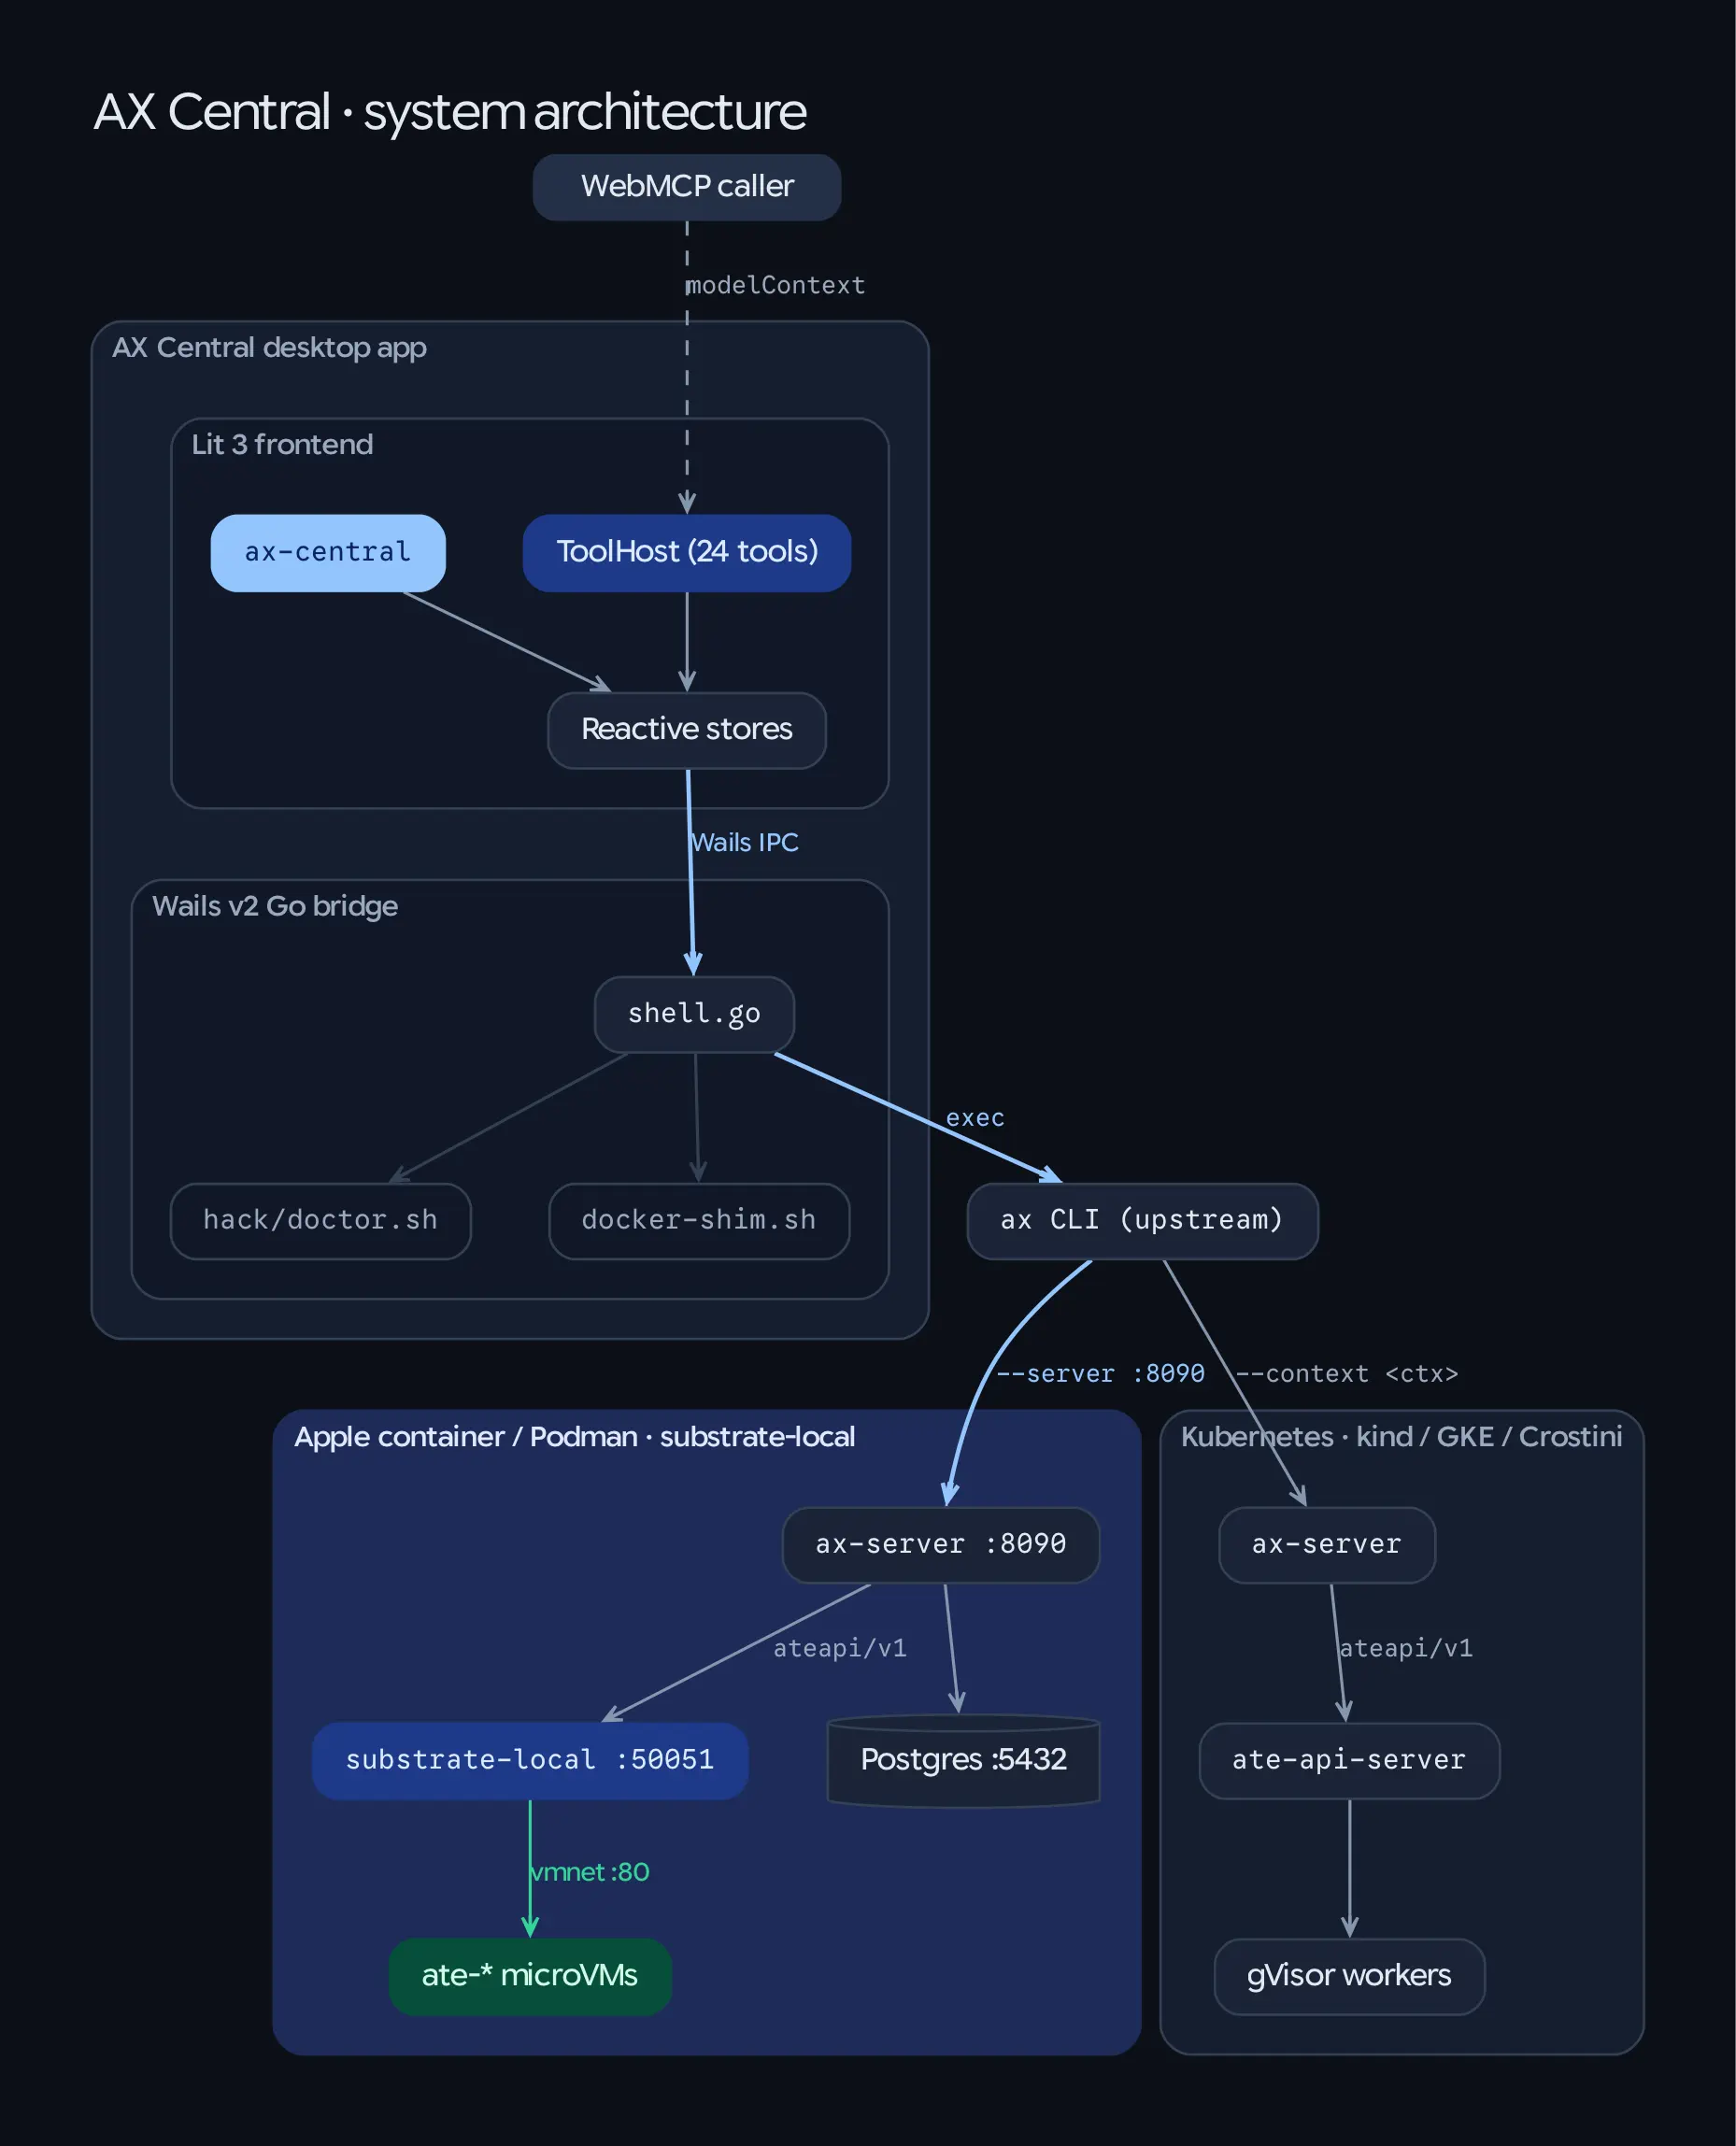 AX Central · system architecture
WebMCP caller
modelContext
AX Central desktop app
Lit 3 frontend
ax-central
ToolHost (24 tools)
Reactive stores
Wails IPC
Wails v2 Go bridge
shell.go
exec
hack/doctor.sh
docker-shim.sh
ax CLI (upstream)
--server :8090
--context <ctx>
Apple container / Podman · substrate-local
Kubernetes · kind / GKE / Crostini
ax-server :8090
ax-server
ateapi/v1
ateapi/v1
substrate-local :50051
Postgres :5432
ate-api-server
vmnet :80
ate-* microVMs
gVisor workers